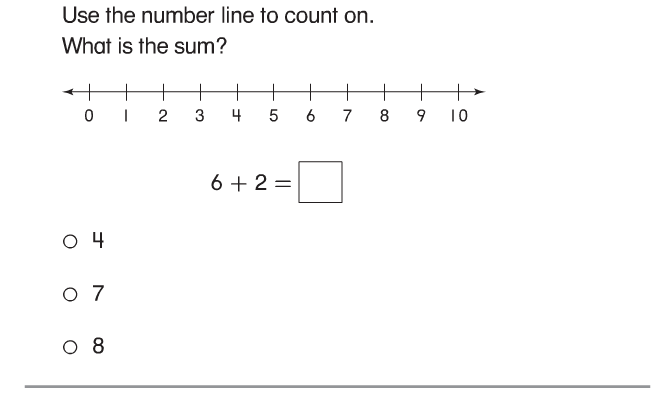 Use the number line to count on.
What is the sum?
0 1 2 3 4 5 6 7 8 9 10
6 + 2 =
4
7
8